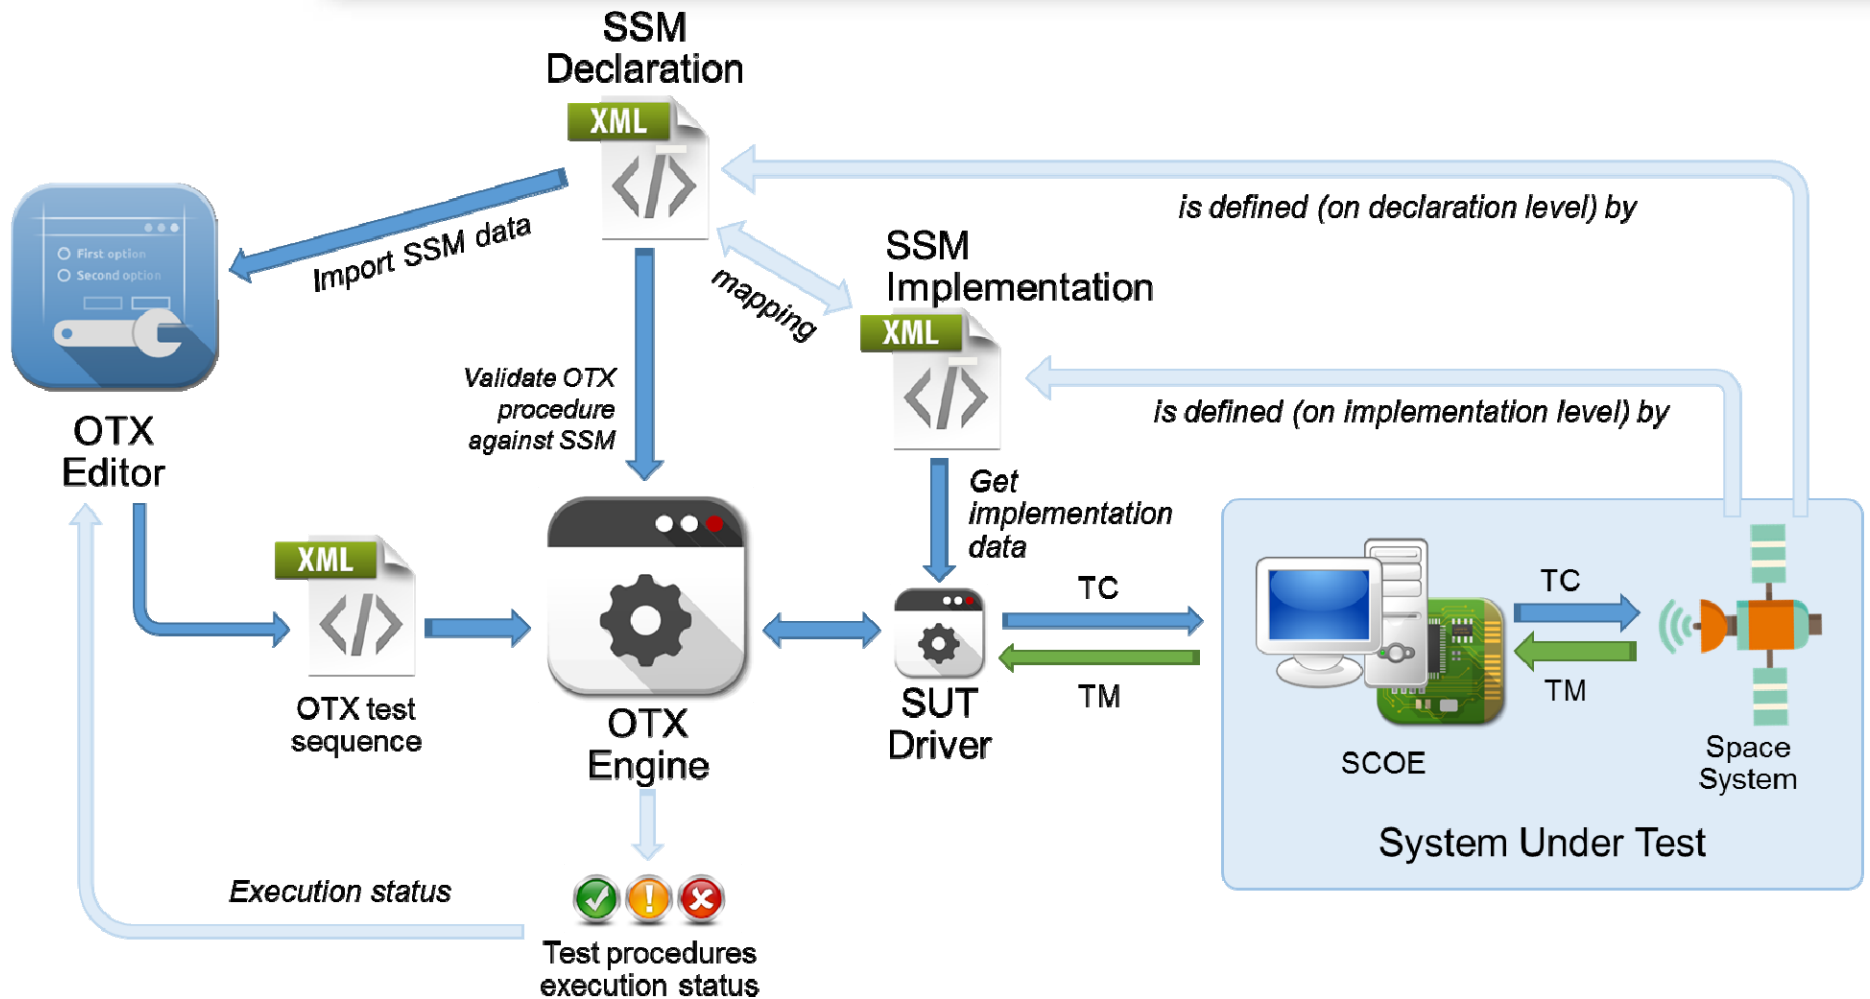 SSM
Declaration
XML
is defined (on declaration level) by
First option
Second option
Import SSM data
mapping
SSM
Implementation
XML
is defined (on implementation level) by
Validate OTX
procedure
against SSM
OTX
Editor
Get
implementation
data
XML
OTX test
sequence
OTX
Engine
SUT
Driver
TC
TM
TC
TM
SCOE
Space
System
System Under Test
Execution status
Test procedures
execution status